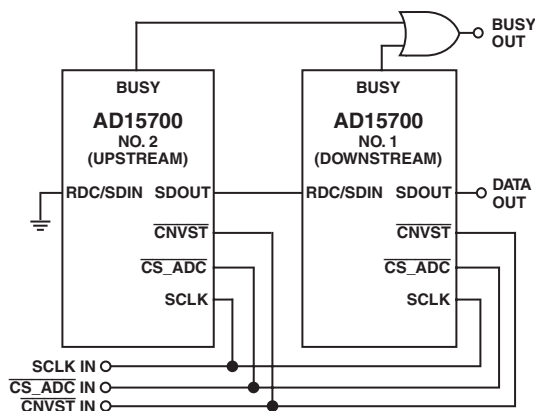 BUSY
OUT
BUSY
AD15700
NO. 2
(UPSTREAM)
RDC/SDIN
SDOUT
CNVST
CS_ADC
SCLK
BUSY
AD15700
NO. 1
(DOWNSTREAM)
RDC/SDIN
SDOUT
CNVST
CS_ADC
SCLK
DATA
OUT
SCLK IN
CS_ADC IN
CNVST IN